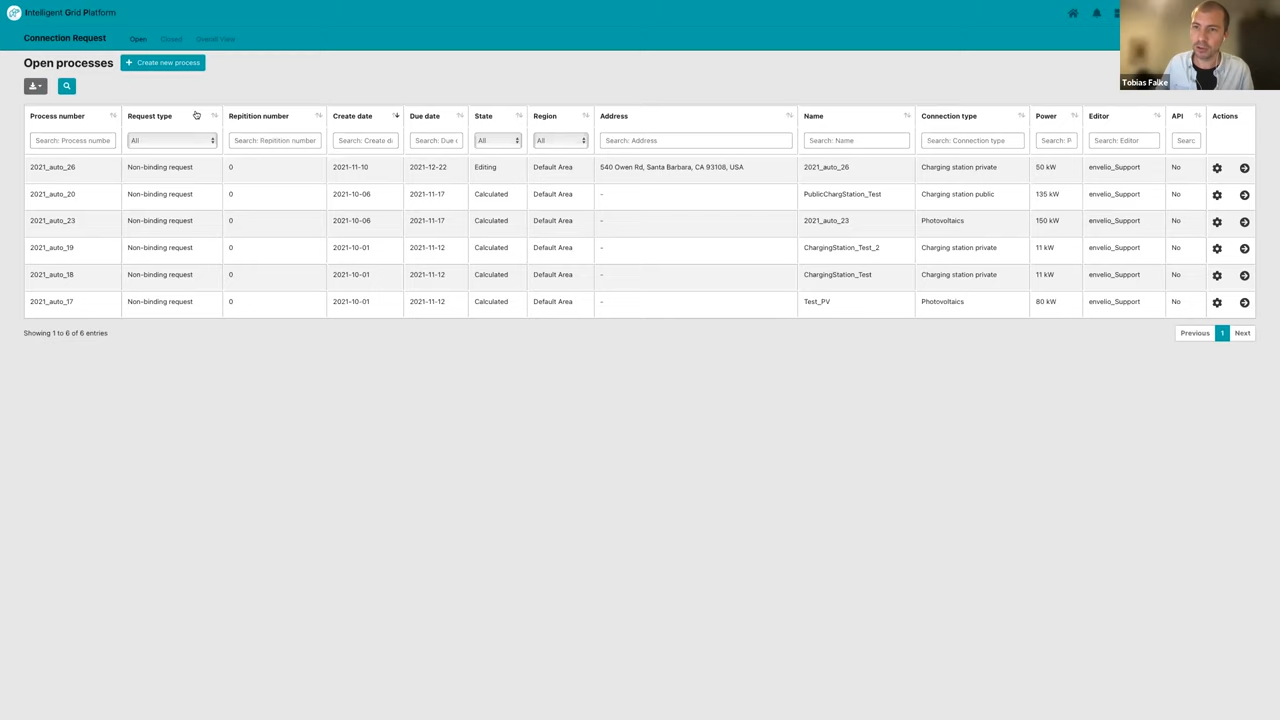 Intelligent Grid Platform
Connection Request Open Closed Overall View
Tobias Falke
Open processes + Create new process
Process number Request type Repitition number Create date Due date State Region Address Name Connection type Power Editor API Actions
Search: Process numbe All Search: Repitition number Search: Create d Search: Due c All All Search: Address Search: Name Search: Connection type Search: P Search: Editor Searc
2021_auto_26 Non-binding request 0 2021-11-10 2021-12-22 Editing Default Area 540 Owen Rd, Santa Barbara, CA 93108, USA 2021_auto_26 Charging station private 50 kW envelio_Support No
2021_auto_20 Non-binding request 0 2021-10-06 2021-11-17 Calculated Default Area - PublicChargStation_Test Charging station public 135 kW envelio_Support No
2021_auto_23 Non-binding request 0 2021-10-06 2021-11-17 Calculated Default Area - 2021_auto_23 Photovoltaics 150 kW envelio_Support No
2021_auto_19 Non-binding request 0 2021-10-01 2021-11-12 Calculated Default Area - ChargingStation_Test_2 Charging station private 11 kW envelio_Support No
2021_auto_18 Non-binding request 0 2021-10-01 2021-11-12 Calculated Default Area - ChargingStation_Test Charging station private 11 kW envelio_Support No
2021_auto_17 Non-binding request 0 2021-10-01 2021-11-12 Calculated Default Area - Test_PV Photovoltaics 80 kW envelio_Support No
Showing 1 to 6 of 6 entries Previous 1 Next